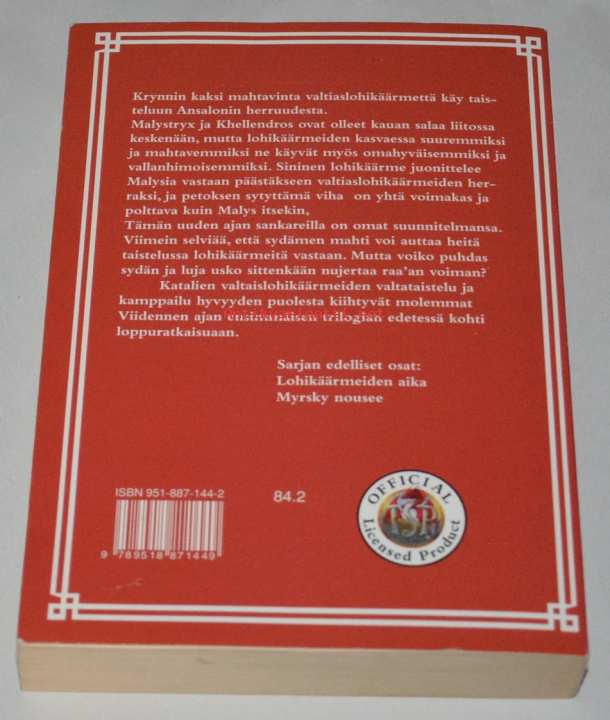 Krynnin kaksi mahtavinta valtiaslohikäärmettä käy tais-
teluun Ansalonin herruudesta.
Malystryx ja Khellendros ovat olleet kauan salaa liitossa
keskenään, mutta lohikäärmeiden kasvaessa suuremmiksi
ja mahtavemmiksi ne käyvät myös omahyväisemmiksi ja
vallanhimoisemmiksi. Sininen lohikäärme juonittelee
Malysia vastaan päästäkseen valtiaslohikäärmeiden her-
raksi, ja petoksen sytyttämä viha on yhtä voimakas ja
polttava kuin Malys itsekin,
Tämän uuden ajan sankareilla on omat suunnitelmansa.
Viimein selviää, että sydämen mahti voi auttaa heitä
taistelussa lohikäärmeitä vastaan. Mutta voiko puhdas
sydän ja luja usko sittenkään nujertaa raa'an voiman?
Katalien valtaislohikäärmeiden valtataistelu ja
kamppailu hyvyyden puolesta kiihtyvät molemmat
Viidennen ajan ensimmäisen trilogian edetessä kohti
loppuratkaisuaan.
Sarjan edelliset osat:
Lohikäärmeiden aika
Myrsky nousee
ISBN 951-887-144-2
84.2
9 789518 871449
OFFICIAL
TSR
Licensed Product